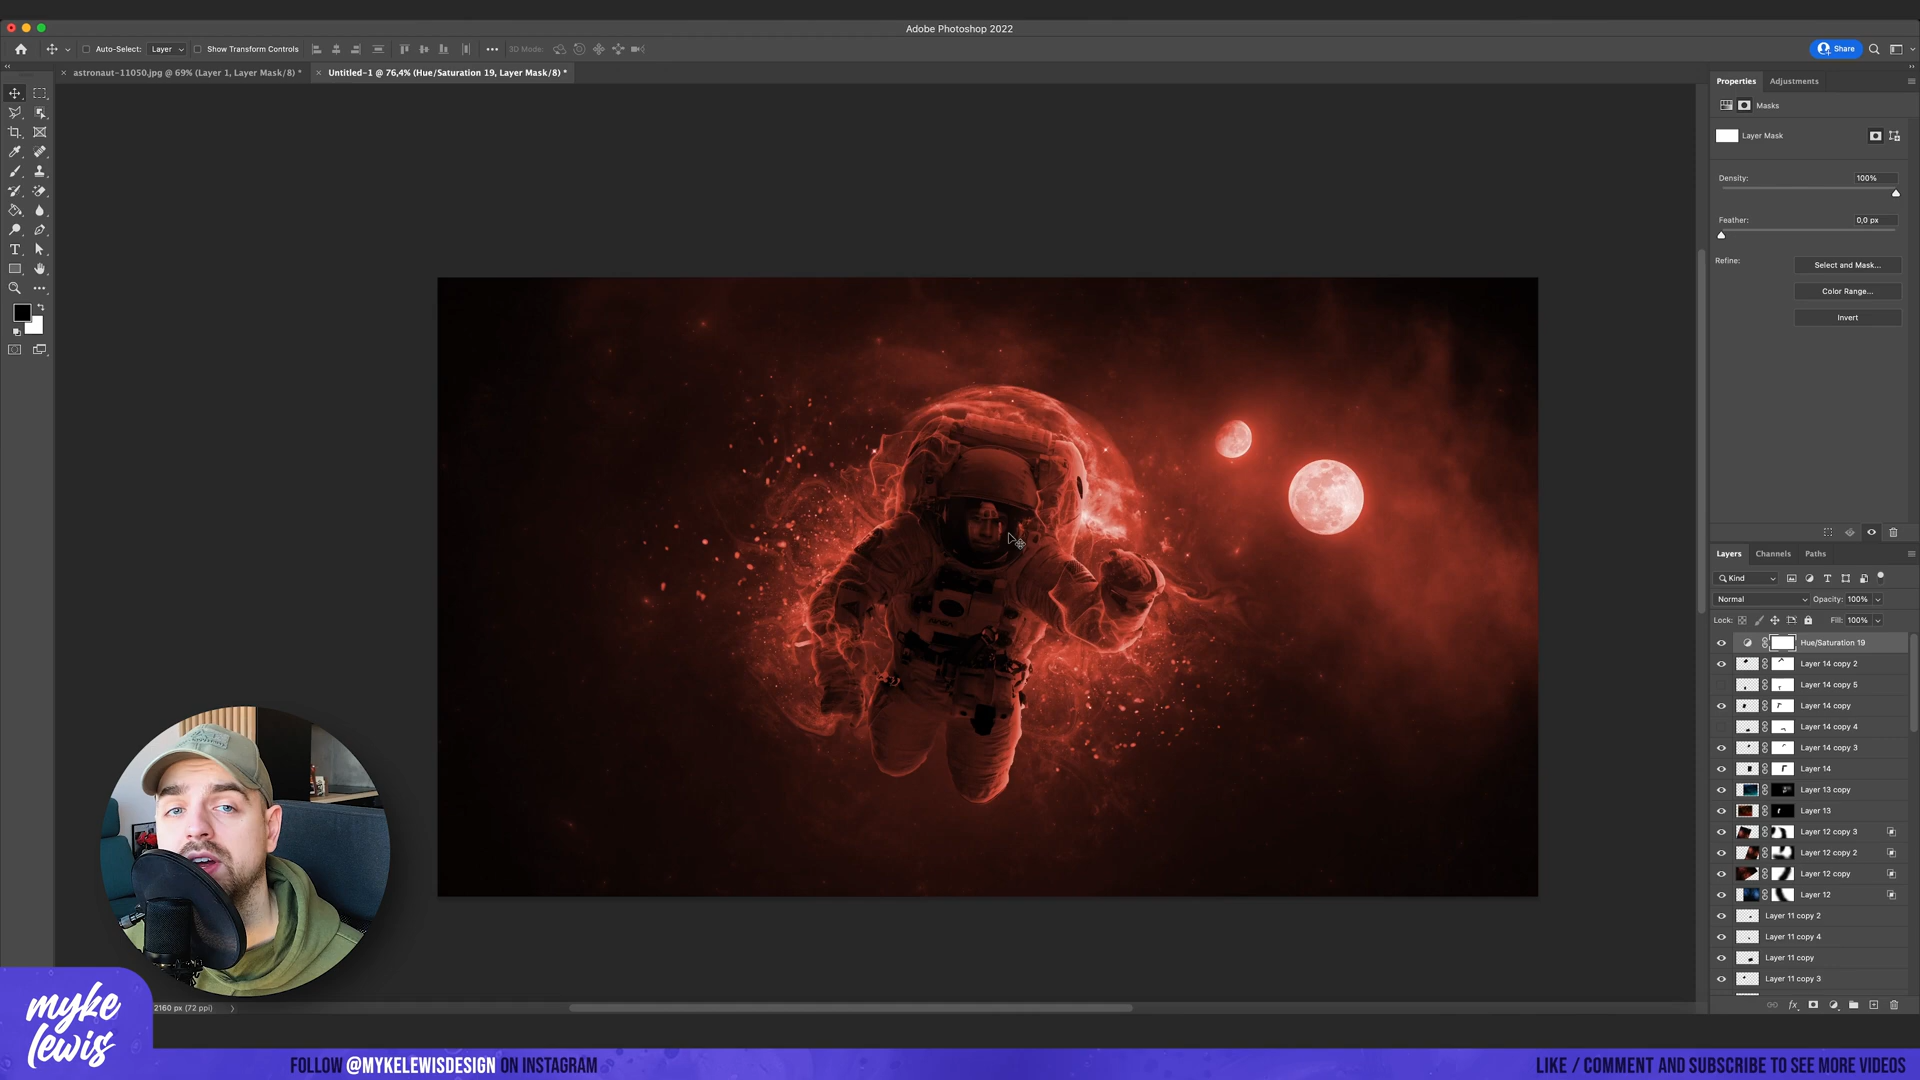 Adobe Photoshop 2022
Auto-Select: Layer Show Transform Controls 3D Mode: Share
astronaut-11050.jpg @ 69% (Layer 1, Layer Mask/8) *
Untitled-1 @ 76,4% (Hue/Saturation 19, Layer Mask/8) *
Properties Adjustments
Masks
Layer Mask
Density: 100%
Feather: 0,0 px
Refine: Select and Mask...
Color Range...
Invert
Layers Channels Paths
Kind
Normal Opacity: 100%
Lock: Fill: 100%
Hue/Saturation 19
Layer 14 copy 2
Layer 14 copy 5
Layer 14 copy
Layer 14 copy 4
Layer 14 copy 3
Layer 14
Layer 13 copy
Layer 13
Layer 12 copy 3
Layer 12 copy 2
Layer 12 copy
Layer 12
Layer 11 copy 2
Layer 11 copy 4
Layer 11 copy
Layer 11 copy 3
2160 px (72 ppi)
myke
lewis
FOLLOW @MYKELEWISDESIGN ON INSTAGRAM
LIKE / COMMENT AND SUBSCRIBE TO SEE MORE VIDEOS